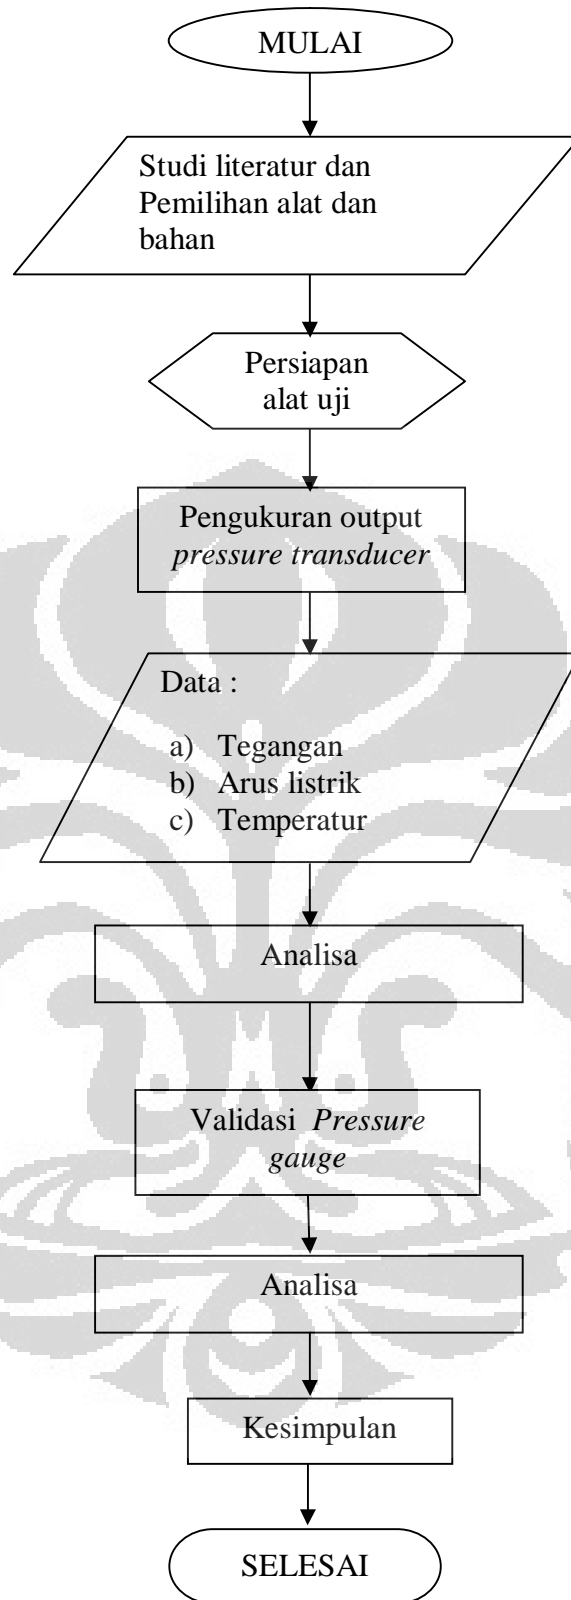 MULAI
Studi literatur dan
Pemilihan alat dan
bahan
Persiapan
alat uji
Pengukuran output
pressure transducer
Data :
a) Tegangan
b) Arus listrik
c) Temperatur
Analisa
Validasi Pressure
gauge
Analisa
Kesimpulan
SELESAI